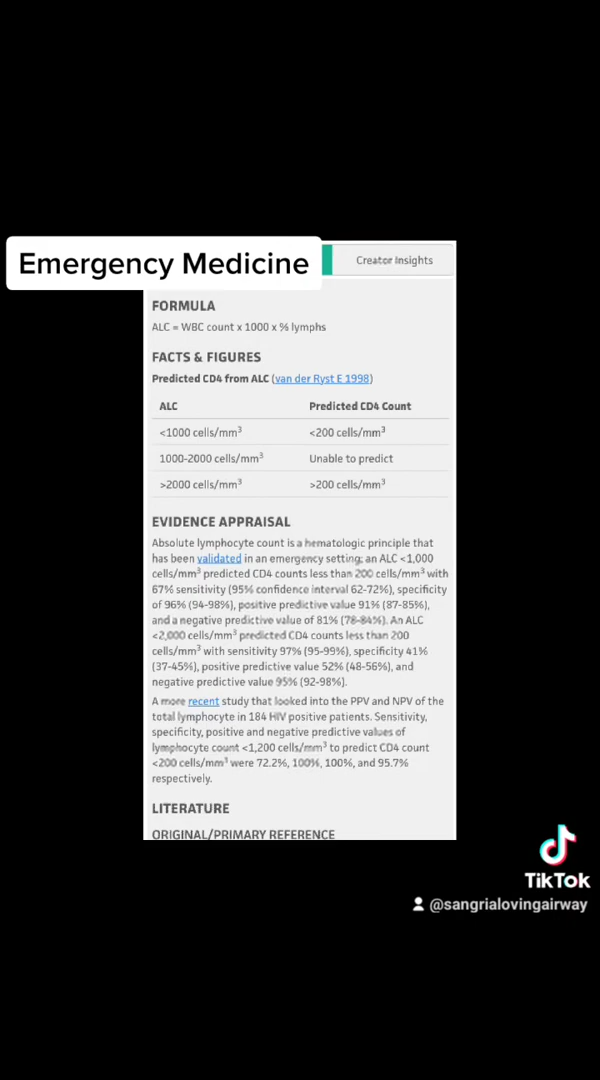 Emergency Medicine
Creator Insights
FORMULA
ALC = WBC count x 1000 x % lymphs
FACTS & FIGURES
Predicted CD4 from ALC (van der Ryst E 1998)
ALC Predicted CD4 Count
<1000 cells/mm³ <200 cells/mm³
1000-2000 cells/mm³ Unable to predict
>2000 cells/mm³ >200 cells/mm³
EVIDENCE APPRAISAL
Absolute lymphocyte count is a hematologic principle that
has been validated in an emergency setting; an ALC <1,000
cells/mm³ predicted CD4 counts less than 200 cells/mm³ with
67% sensitivity (95% confidence interval 62-72%), specificity
of 96% (94-98%), positive predictive value 91% (87-85%),
and a negative predictive value of 81% (78-84%). An ALC
<2,000 cells/mm³ predicted CD4 counts less than 200
cells/mm³ with sensitivity 97% (95-99%), specificity 41%
(37-45%), positive predictive value 52% (48-56%), and
negative predictive value 95% (92-98%).
A more recent study that looked into the PPV and NPV of the
total lymphocyte in 184 HIV positive patients. Sensitivity,
specificity, positive and negative predictive values of
lymphocyte count <1,200 cells/mm³ to predict CD4 count
<200 cells/mm³ were 72.2%, 100%, 100%, and 95.7%
respectively.
LITERATURE
ORIGINAL/PRIMARY REFERENCE
TikTok
@sangrialovingairway